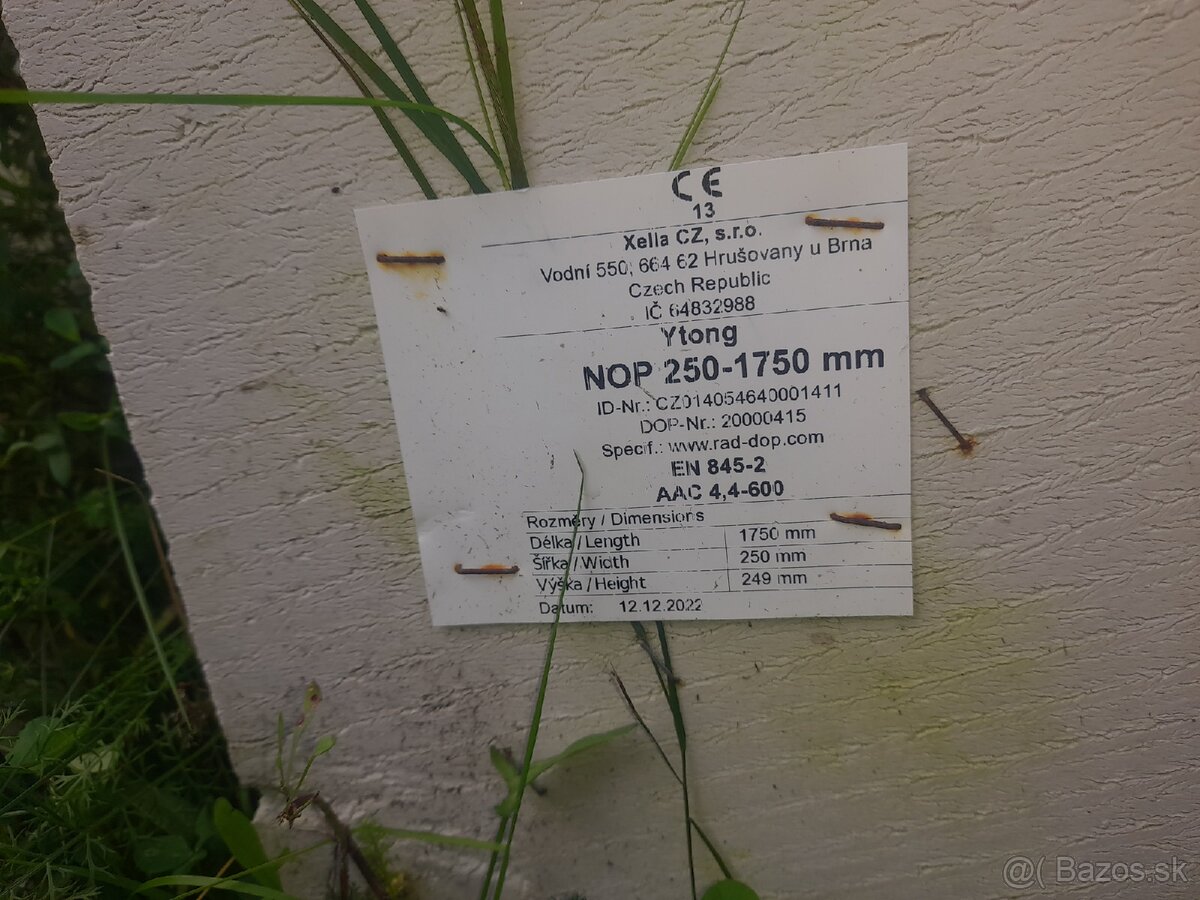 CE
13
Xella CZ, s.r.o.
Vodní 550, 664 62 Hrušovany u Brna
Czech Republic
IČ 64832988
Ytong
NOP 250-1750 mm
ID-Nr.: CZ014054640001411
DOP-Nr.: 20000415
Specif.: www.rad-dop.com
EN 845-2
AAC 4,4-600
Rozměry / Dimensions
Délka / Length 1750 mm
Šířka / Width 250 mm
Výška / Height 249 mm
Datum: 12.12.2022
@( Bazos.sk